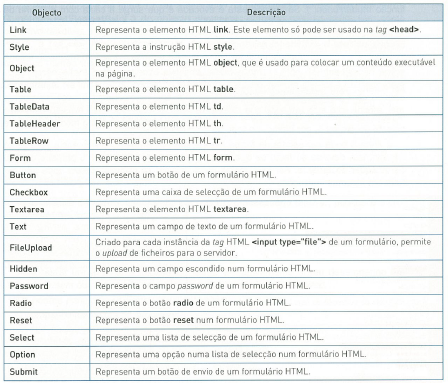 Objecto Descrição
Link Representa o elemento HTML link. Este elemento só pode ser usado na tag <head>.
Style Representa a instrução HTML style.
Object Representa o elemento HTML object, que é usado para colocar um conteúdo executável
na página.
Table Representa o elemento HTML table.
TableData Representa o elemento HTML td.
TableHeader Representa o elemento HTML th.
TableRow Representa o elemento HTML tr.
Form Representa o elemento HTML form.
Button Representa um botão de um formulário HTML.
Checkbox Representa uma caixa de selecção de um formulário HTML.
Textarea Representa o elemento HTML textarea.
Text Representa um campo de texto de um formulário HTML.
FileUpload Criado para cada instância da tag HTML <input type="file"> de um formulário, permite
o upload de ficheiros para o servidor.
Hidden Representa um campo escondido num formulário HTML.
Password Representa o campo password de um formulário HTML.
Radio Representa o botão radio de um formulário HTML.
Reset Representa o botão reset num formulário HTML.
Select Representa uma lista de selecção de um formulário HTML.
Option Representa uma opção numa lista de selecção num formulário HTML.
Submit Representa um botão de envio de um formulário HTML.